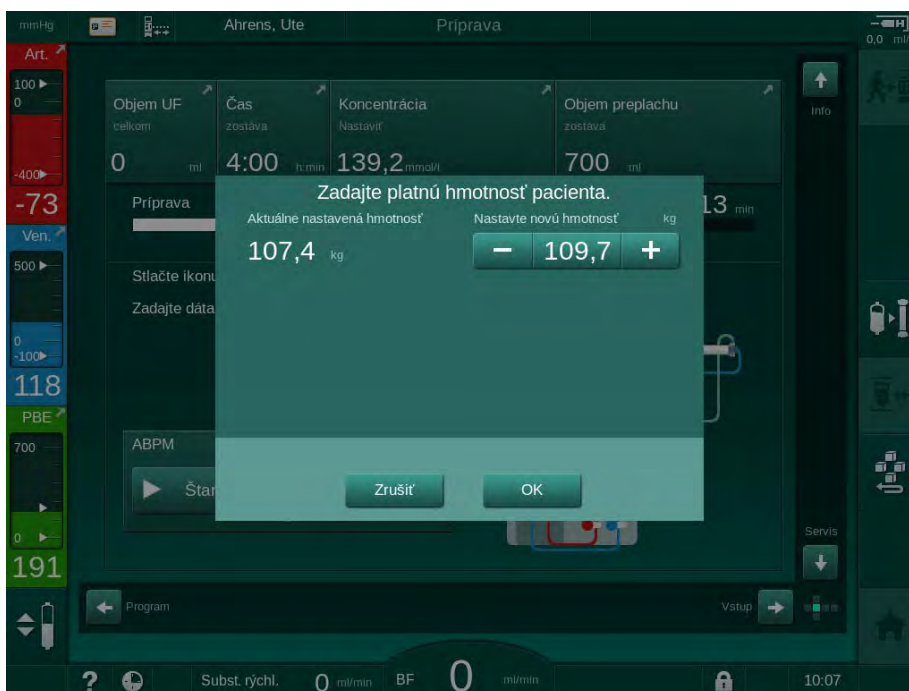 mmHg
Ahrens, Ute
Príprava
0,0 ml/
Art.
100
0
-400
-73
Ven.
500
0
-100
118
PBE
700
0
191
Objem UF
celkom
0 ml
Čas
zostáva
4:00 h:min
Koncentrácia
Nastaviť
139,2 mmol/l
Objem preplachu
zostáva
700 ml
Info
Príprava
13 min
Zadajte platnú hmotnosť pacienta.
Aktuálne nastavená hmotnosť
107,4 kg
Nastavte novú hmotnosť kg
− 109,7 +
Stlačte ikonu
Zadajte dáta
ABPM
Štar
Zrušiť
OK
Servis
Program
Vstup
? Subst. rýchl. 0 ml/min BF 0 ml/min 10:07